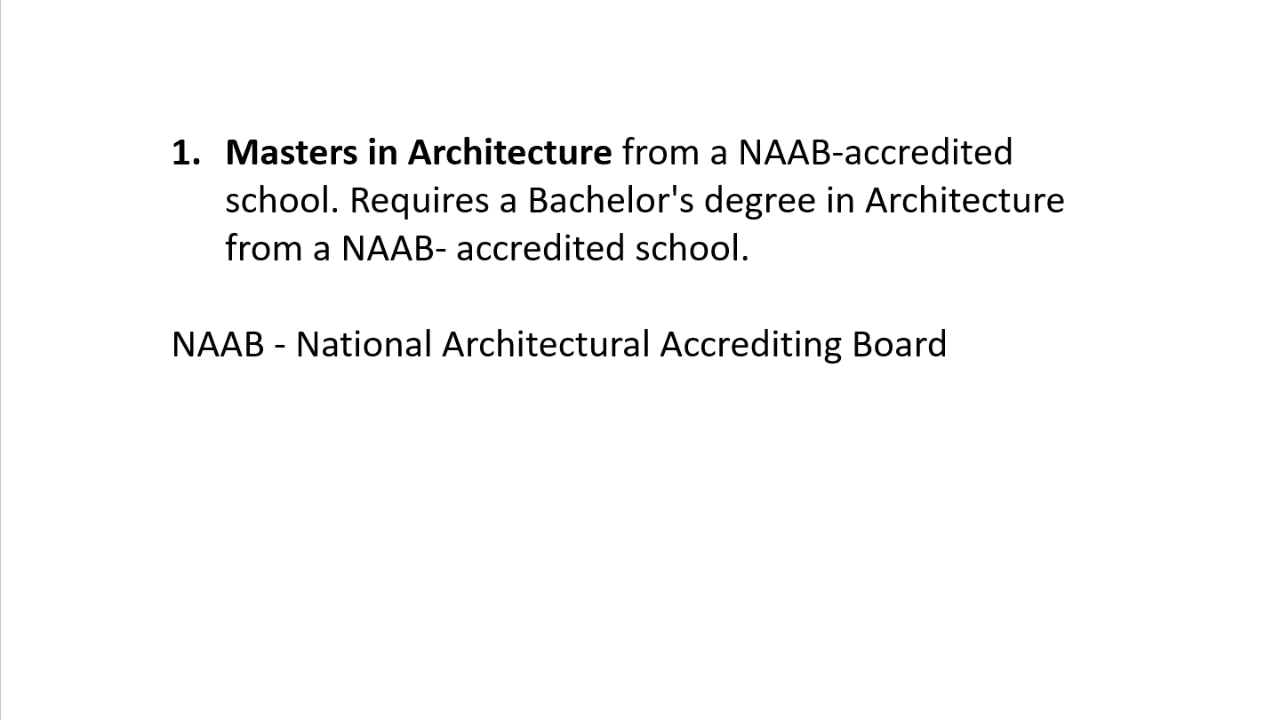 1. Masters in Architecture from a NAAB-accredited
school. Requires a Bachelor's degree in Architecture
from a NAAB- accredited school.
NAAB - National Architectural Accrediting Board